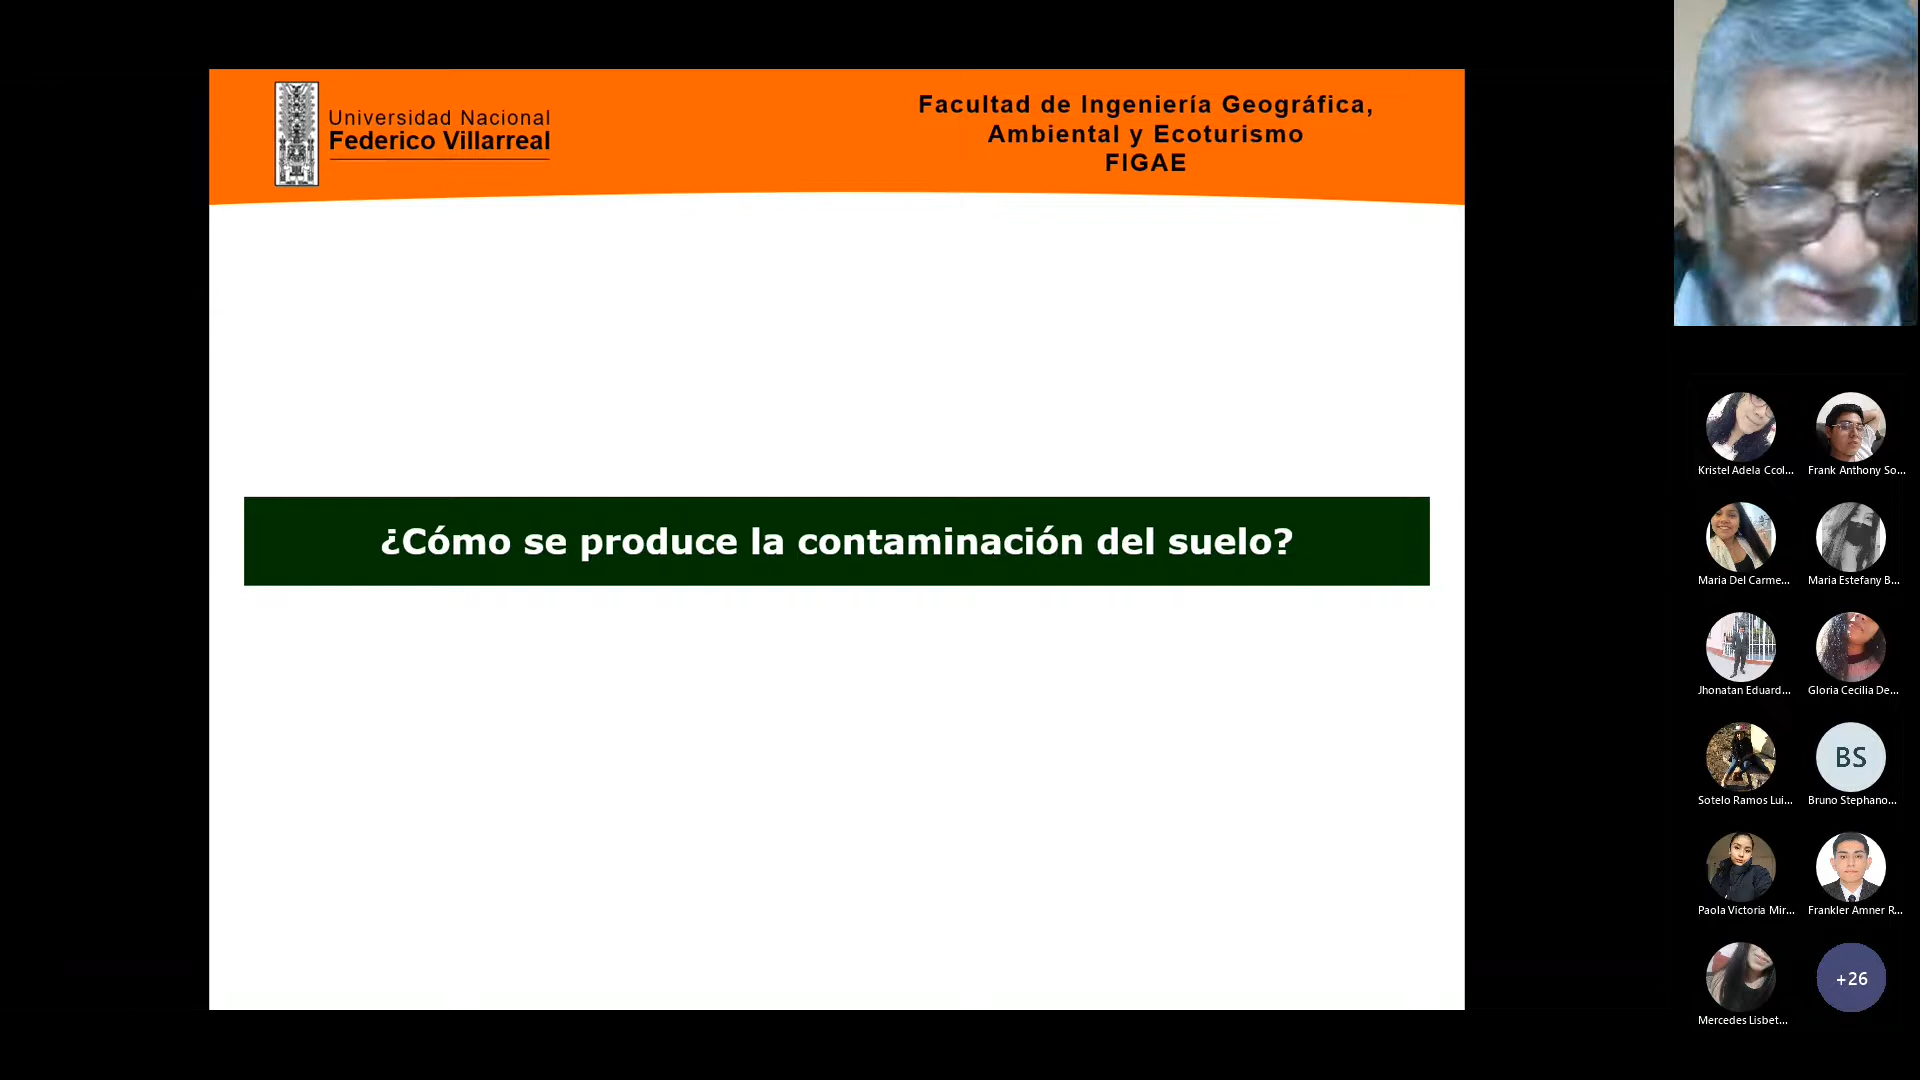 Universidad Nacional
Federico Villarreal
Facultad de Ingeniería Geográfica,
Ambiental y Ecoturismo
FIGAE
¿Cómo se produce la contaminación del suelo?
Kristel Adela Ccol...
Frank Anthony So...
Maria Del Carme...
Maria Estefany B...
Jhonatan Eduard...
Gloria Cecilia De...
Sotelo Ramos Lui...
BS
Bruno Stephano...
Paola Victoria Mir...
Frankler Amner R...
Mercedes Lisbet...
+26